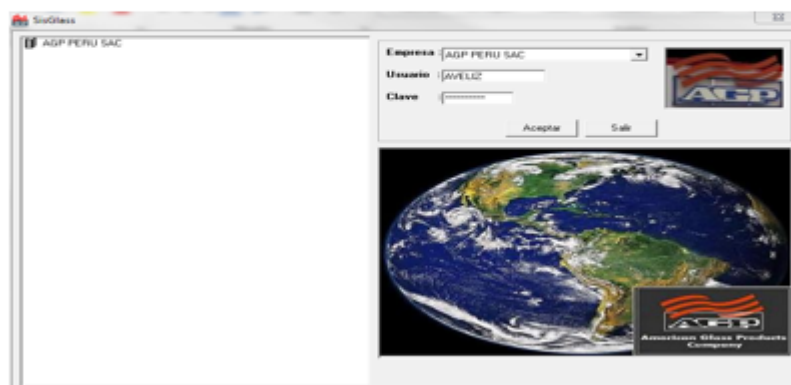 SisGlass
AGP PERU SAC
Empresa : AGP PERU SAC
Usuario : AVELIZ
Clave : **********
Aceptar Salir
AGP
AGP
American Glass Products
Company